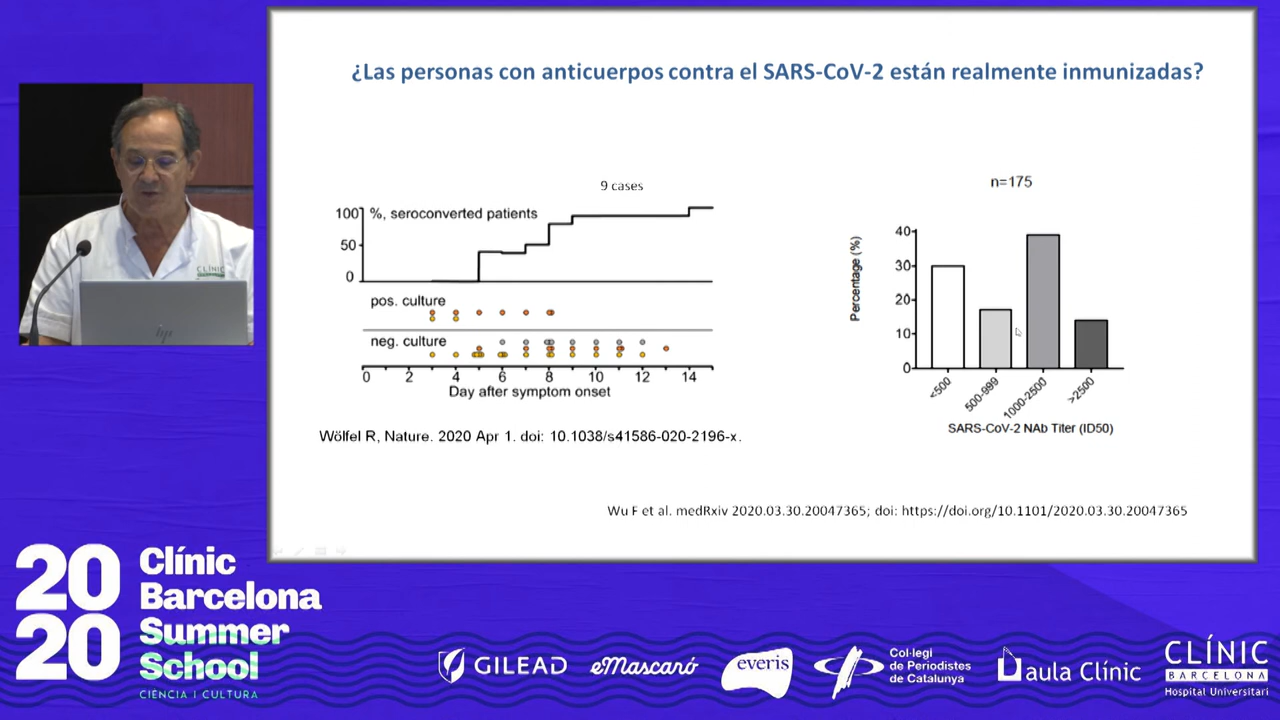 ¿Las personas con anticuerpos contra el SARS-CoV-2 están realmente inmunizadas?
9 cases
100
50
0
%, seroconverted patients
pos. culture
neg. culture
0 2 4 6 8 10 12 14
Day after symptom onset
Wölfel R, Nature. 2020 Apr 1. doi: 10.1038/s41586-020-2196-x.
n=175
Percentage (%)
40
30
20
10
0
<500
500-999
1000-2500
>2500
SARS-CoV-2 NAb Titer (ID50)
Wu F et al. medRxiv 2020.03.30.20047365; doi: https://doi.org/10.1101/2020.03.30.20047365
CLÍNIC
hp
2020
Clínic
Barcelona
Summer
School
CIÈNCIA I CULTURA
GILEAD
eMascaró
everis
Col·legi
de Periodistes
de Catalunya
aula Clínic
CLÍNIC
BARCELONA
Hospital Universitari